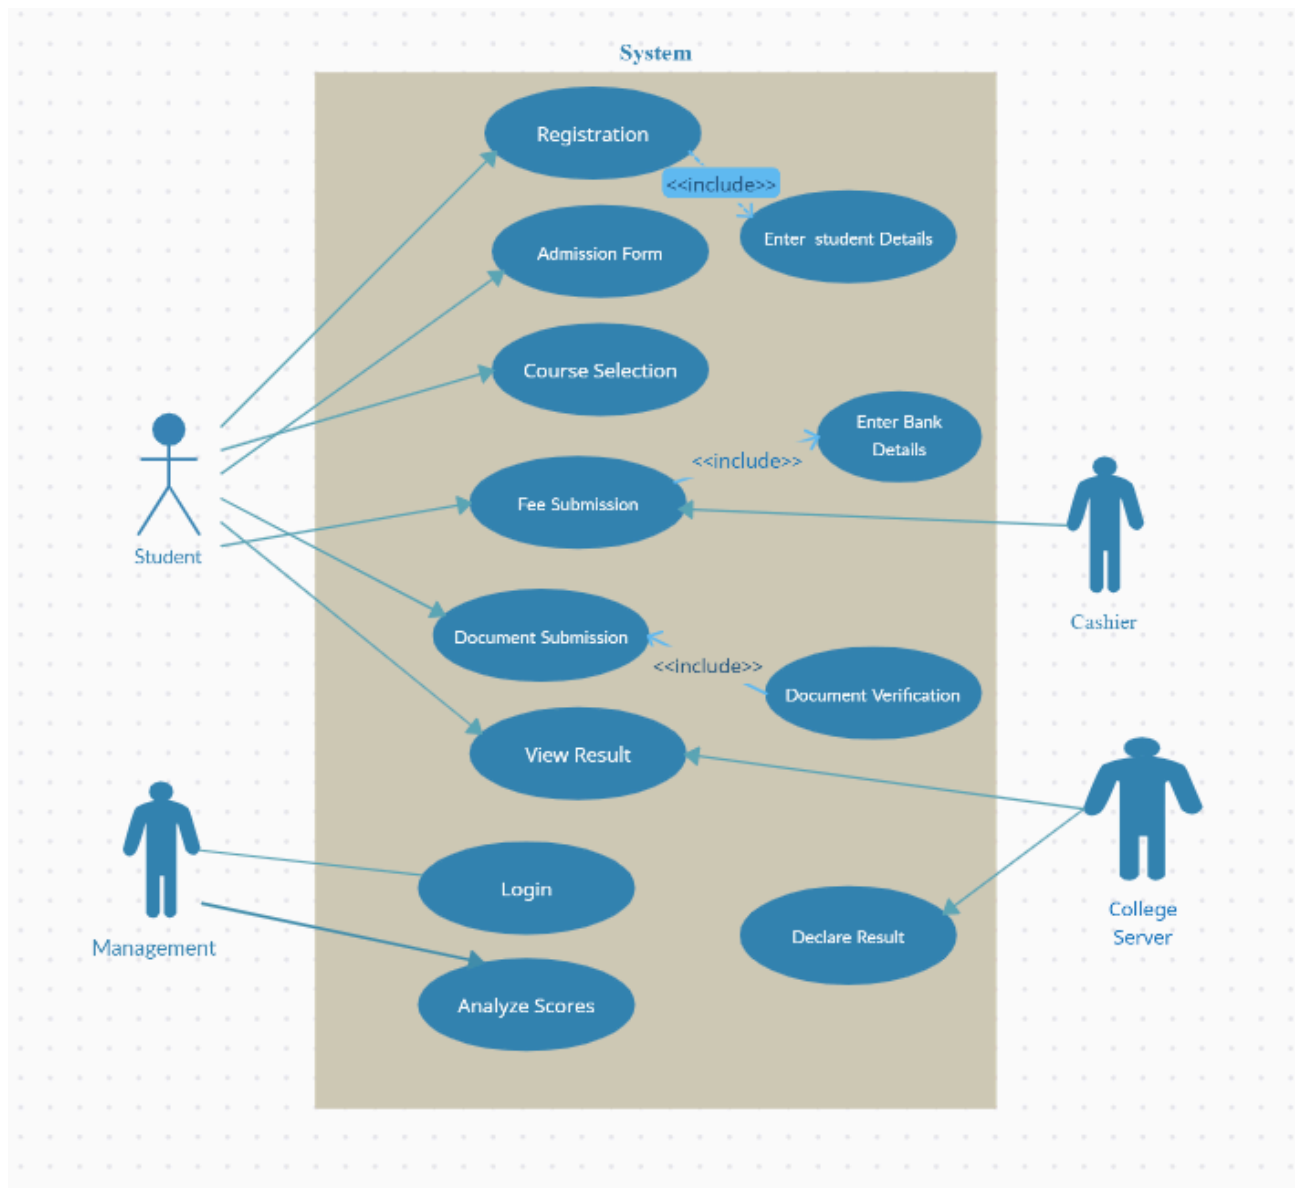 System
Registration
<<include>>
Enter student Details
Admission Form
Course Selection
Enter Bank
Details
<<include>>
Fee Submission
Student
Cashier
Document Submission
<<include>>
Document Verification
View Result
Login
Management
College
Server
Declare Result
Analyze Scores